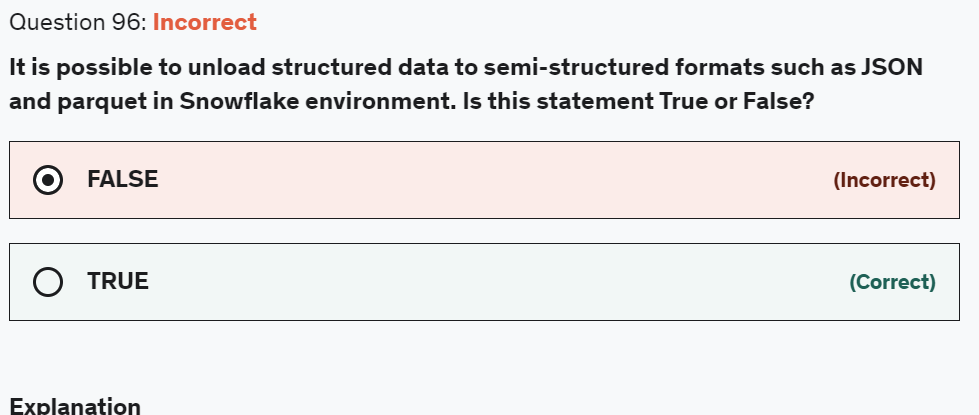 Question 96: Incorrect
It is possible to unload structured data to semi-structured formats such as JSON
and parquet in Snowflake environment. Is this statement True or False?
FALSE (Incorrect)
TRUE (Correct)
Explanation